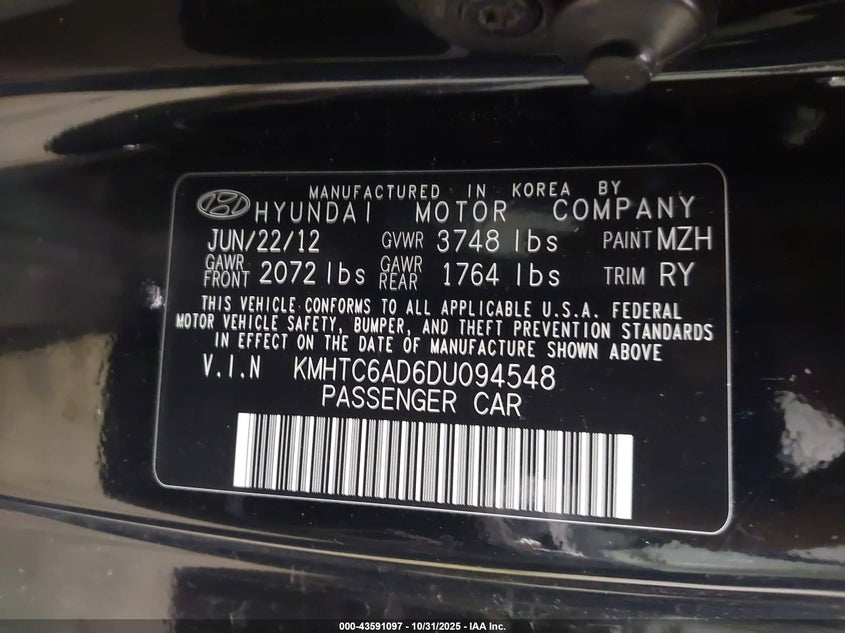 MANUFACTURED IN KOREA BY
HYUNDAI MOTOR COMPANY
JUN/22/12 GVWR 3748 lbs PAINT MZH
GAWR FRONT 2072 lbs GAWR REAR 1764 lbs TRIM RY
THIS VEHICLE CONFORMS TO ALL APPLICABLE U.S.A. FEDERAL
MOTOR VEHICLE SAFETY, BUMPER, AND THEFT PREVENTION STANDARDS
IN EFFECT ON THE DATE OF MANUFACTURE SHOWN ABOVE
V.I.N KMHTC6AD6DU094548
PASSENGER CAR
000-43591097 - 10/31/2025 - IAA Inc.